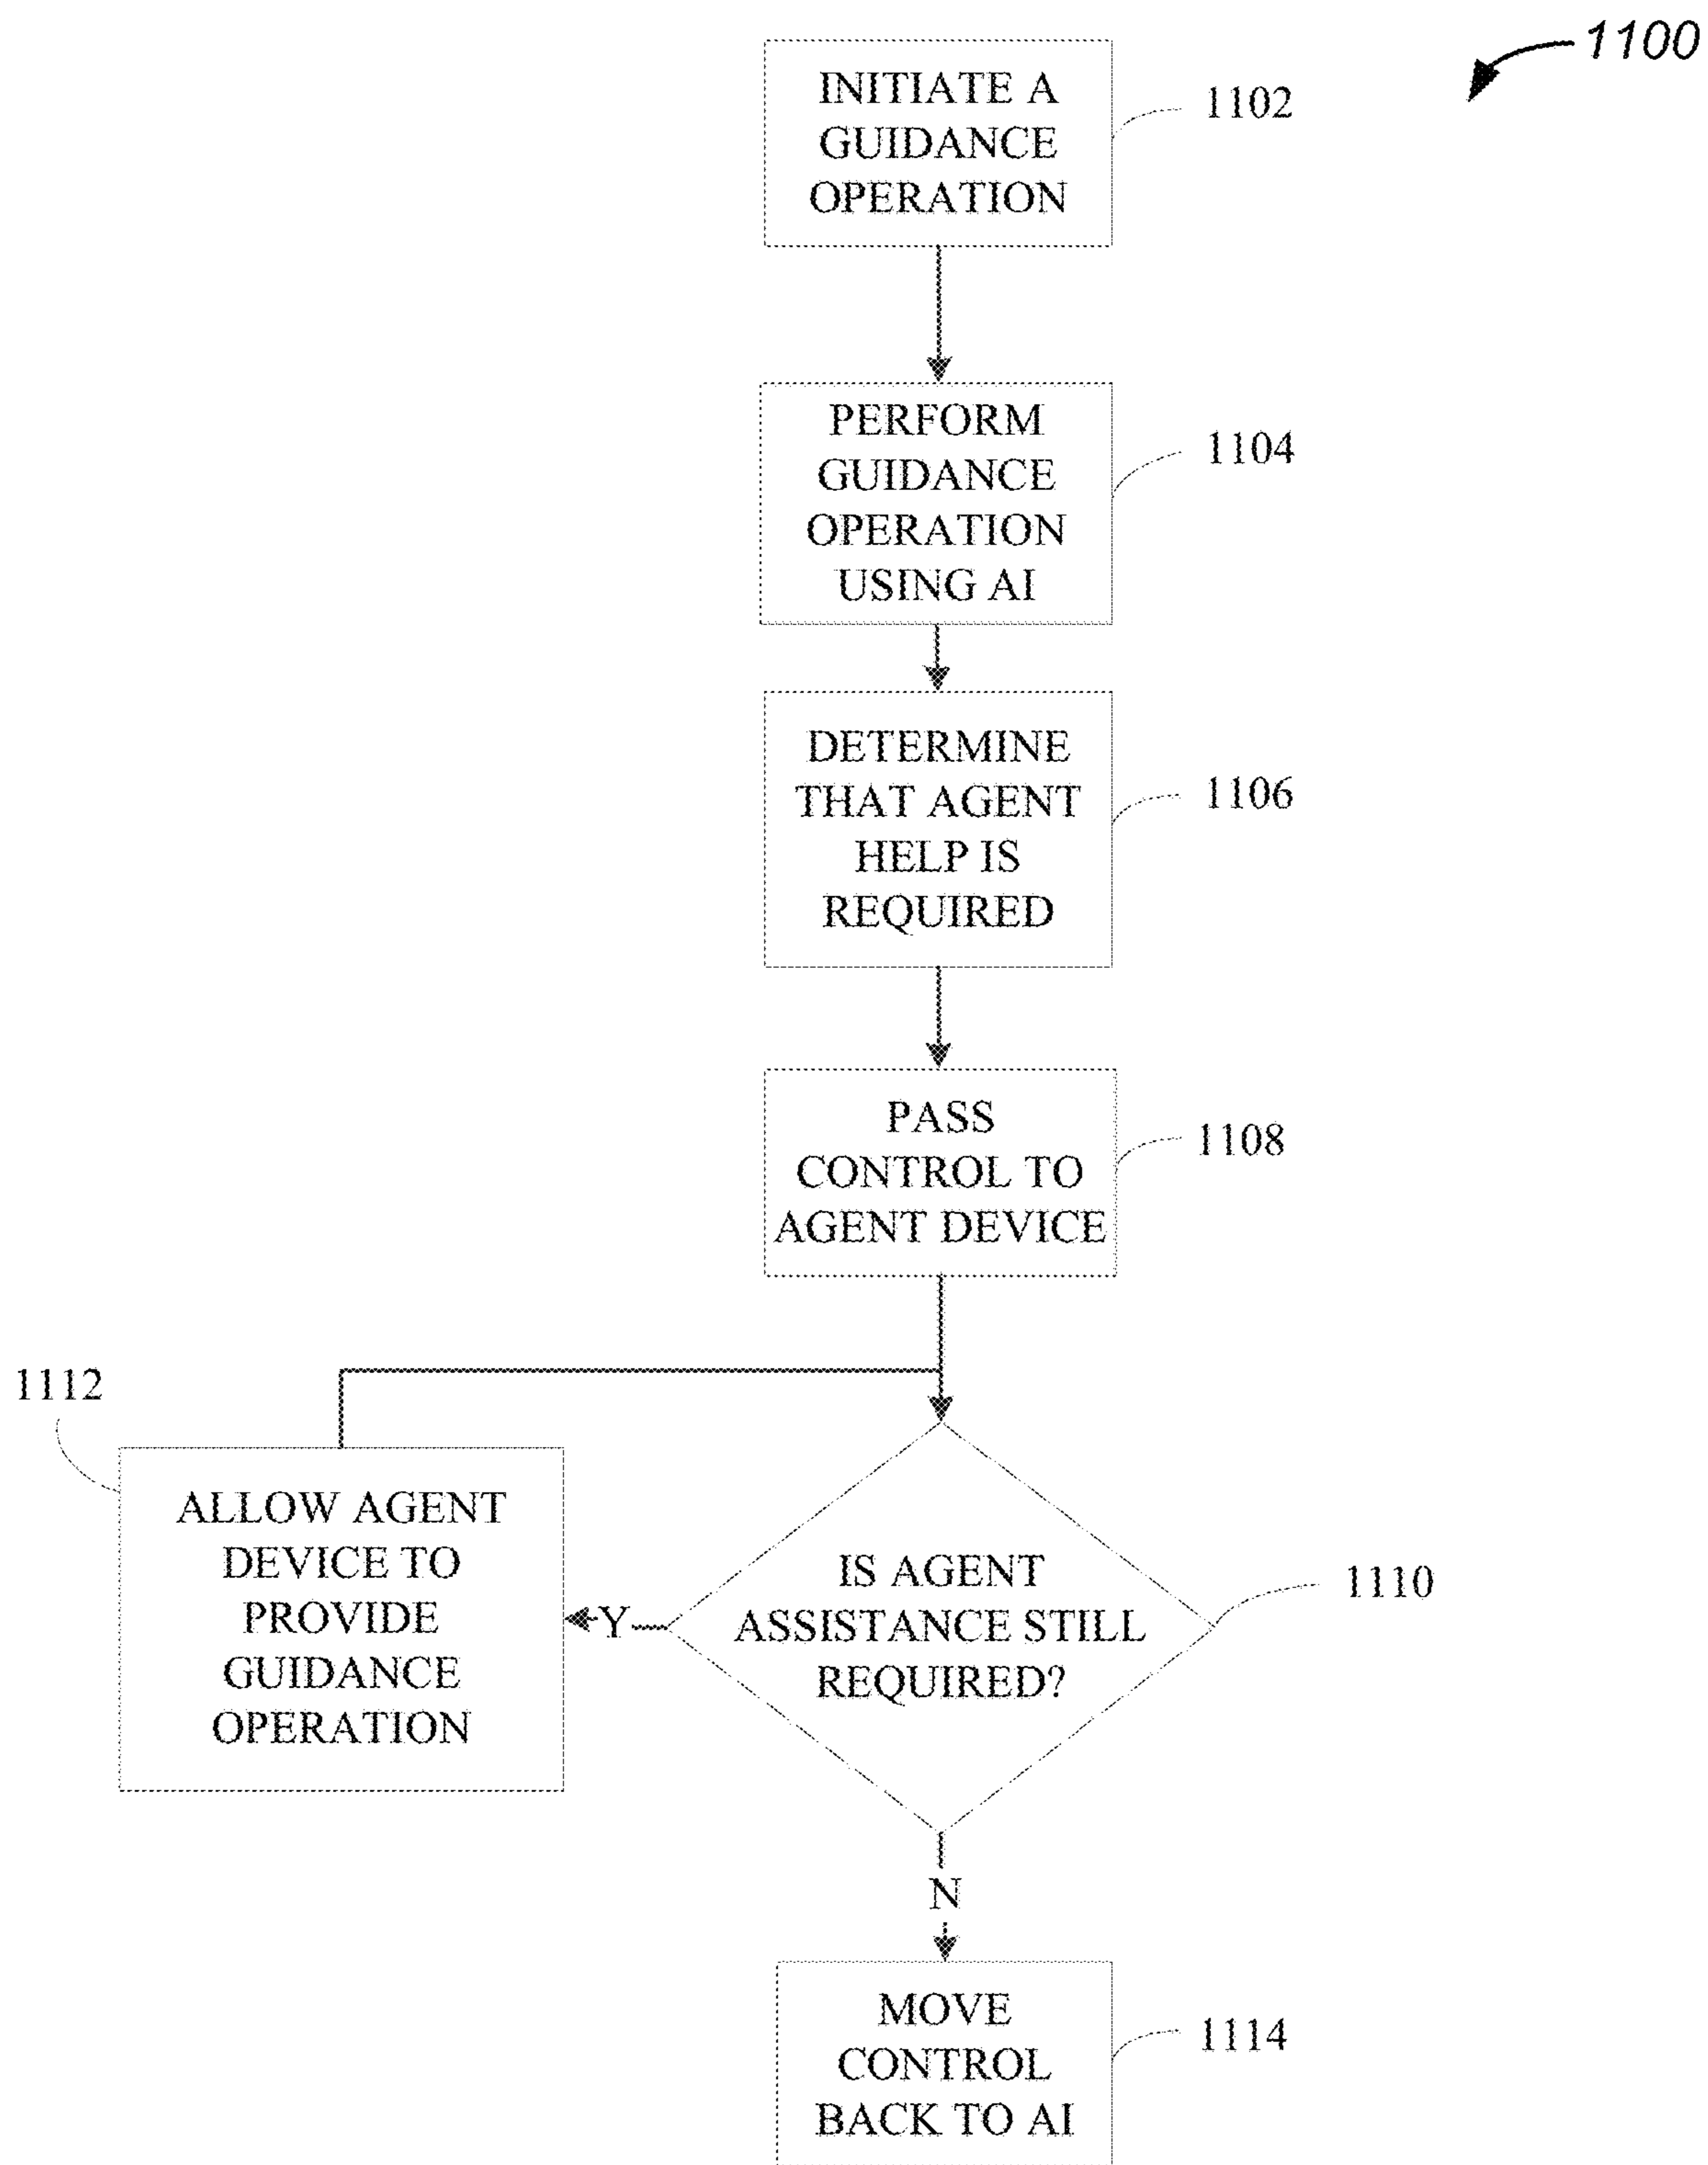 1100
INITIATE A
GUIDANCE
OPERATION
1102
PERFORM
GUIDANCE
OPERATION
USING AI
1104
DETERMINE
THAT AGENT
HELP IS
REQUIRED
1106
PASS
CONTROL TO
AGENT DEVICE
1108
1112
ALLOW AGENT
DEVICE TO
PROVIDE
GUIDANCE
OPERATION
Y
IS AGENT
ASSISTANCE STILL
REQUIRED?
1110
N
MOVE
CONTROL
BACK TO AI
1114